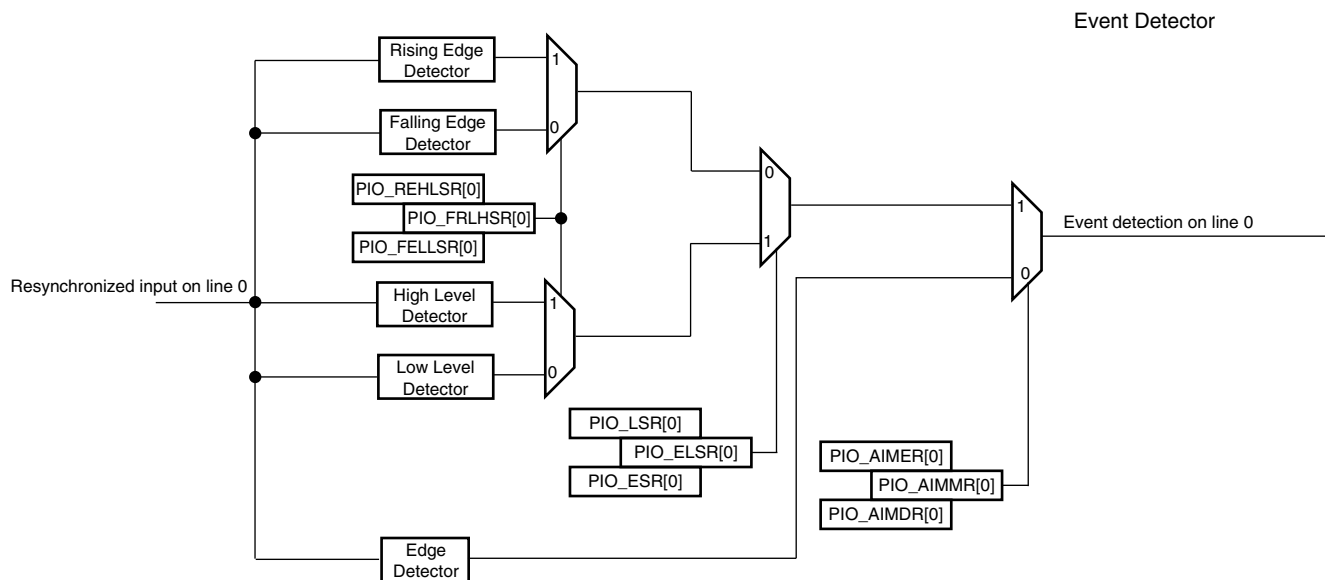 Event Detector
Rising Edge
Detector
1
Falling Edge
Detector
0
PIO_REHLSR[0]
PIO_FRLHSR[0]
PIO_FELLSR[0]
0
1
1
0
Event detection on line 0
Resynchronized input on line 0
High Level
Detector
1
Low Level
Detector
0
PIO_LSR[0]
PIO_ELSR[0]
PIO_ESR[0]
PIO_AIMER[0]
PIO_AIMMR[0]
PIO_AIMDR[0]
Edge
Detector